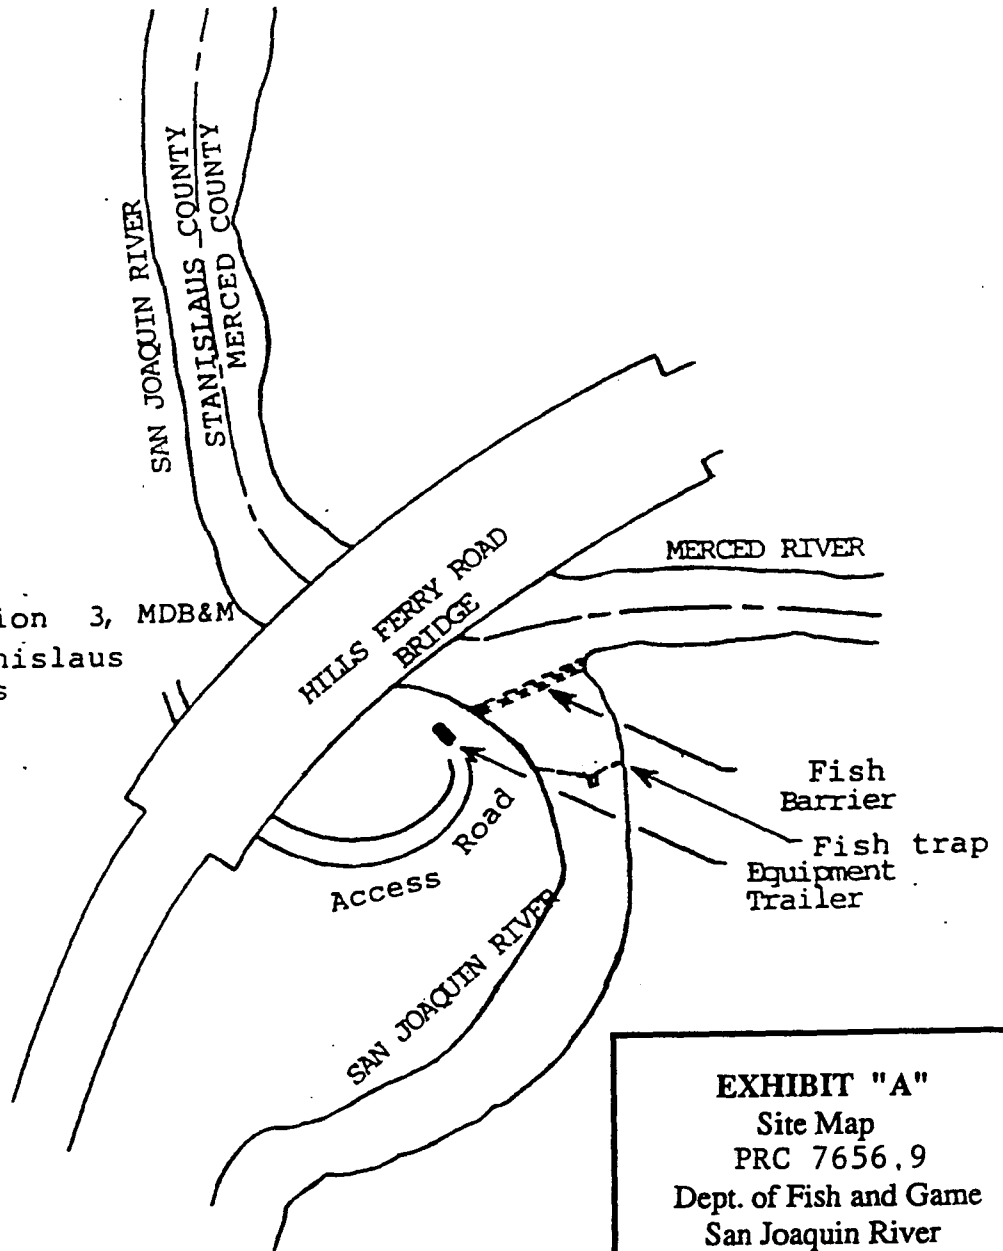 SAN JOAQUIN RIVER
STANISLAUS COUNTY
MERCED COUNTY
HILLS FERRY ROAD
BRIDGE
MERCED RIVER
3, MDB&M
Fish
Barrier
Fish trap
Equipment
Trailer
Access Road
SAN JOAQUIN RIVER
EXHIBIT "A"
Site Map
PRC 7656.9
Dept. of Fish and Game
San Joaquin River